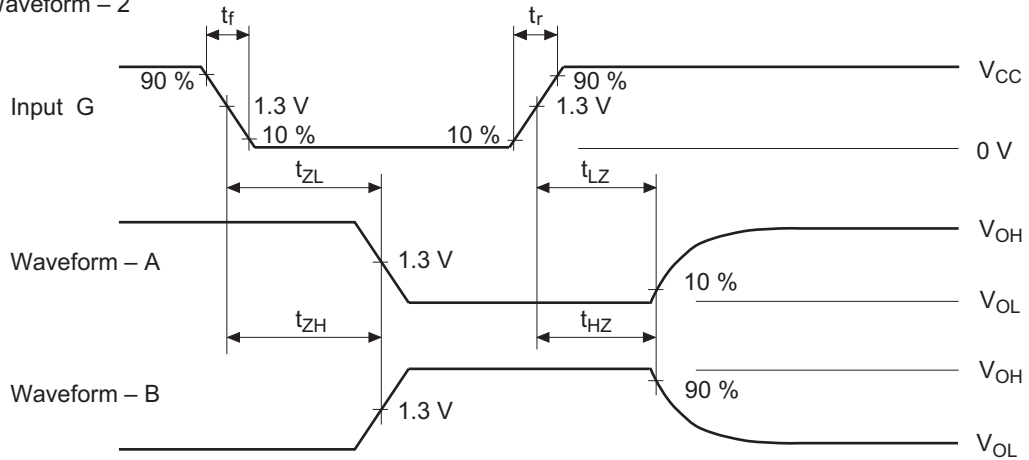 Waveform – 2
tf
tr
90 %
90 %
VCC
Input G
1.3 V
1.3 V
10 %
10 %
0 V
tZL
tLZ
VOH
Waveform – A
1.3 V
10 %
VOL
tZH
tHZ
VOH
Waveform – B
90 %
1.3 V
VOL